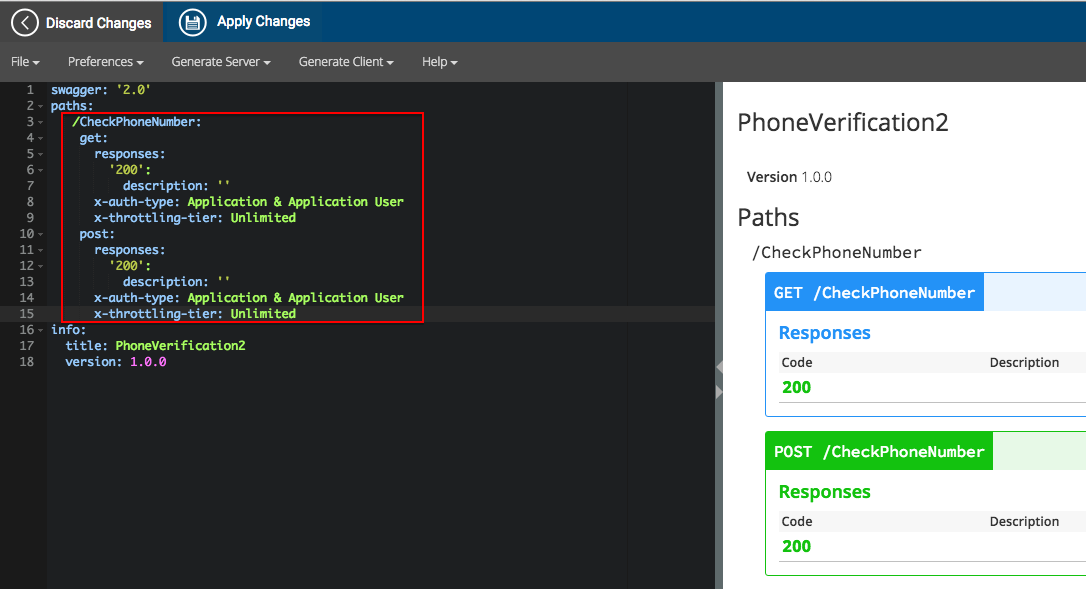 Discard Changes
Apply Changes
File
Preferences
Generate Server
Generate Client
Help
1 swagger: '2.0'
2 paths:
3 /CheckPhoneNumber:
4 get:
5 responses:
6 '200':
7 description: ''
8 x-auth-type: Application & Application User
9 x-throttling-tier: Unlimited
10 post:
11 responses:
12 '200':
13 description: ''
14 x-auth-type: Application & Application User
15 x-throttling-tier: Unlimited
16 info:
17 title: PhoneVerification2
18 version: 1.0.0
PhoneVerification2
Version 1.0.0
Paths
/CheckPhoneNumber
GET /CheckPhoneNumber
Responses
Code Description
200
POST /CheckPhoneNumber
Responses
Code Description
200